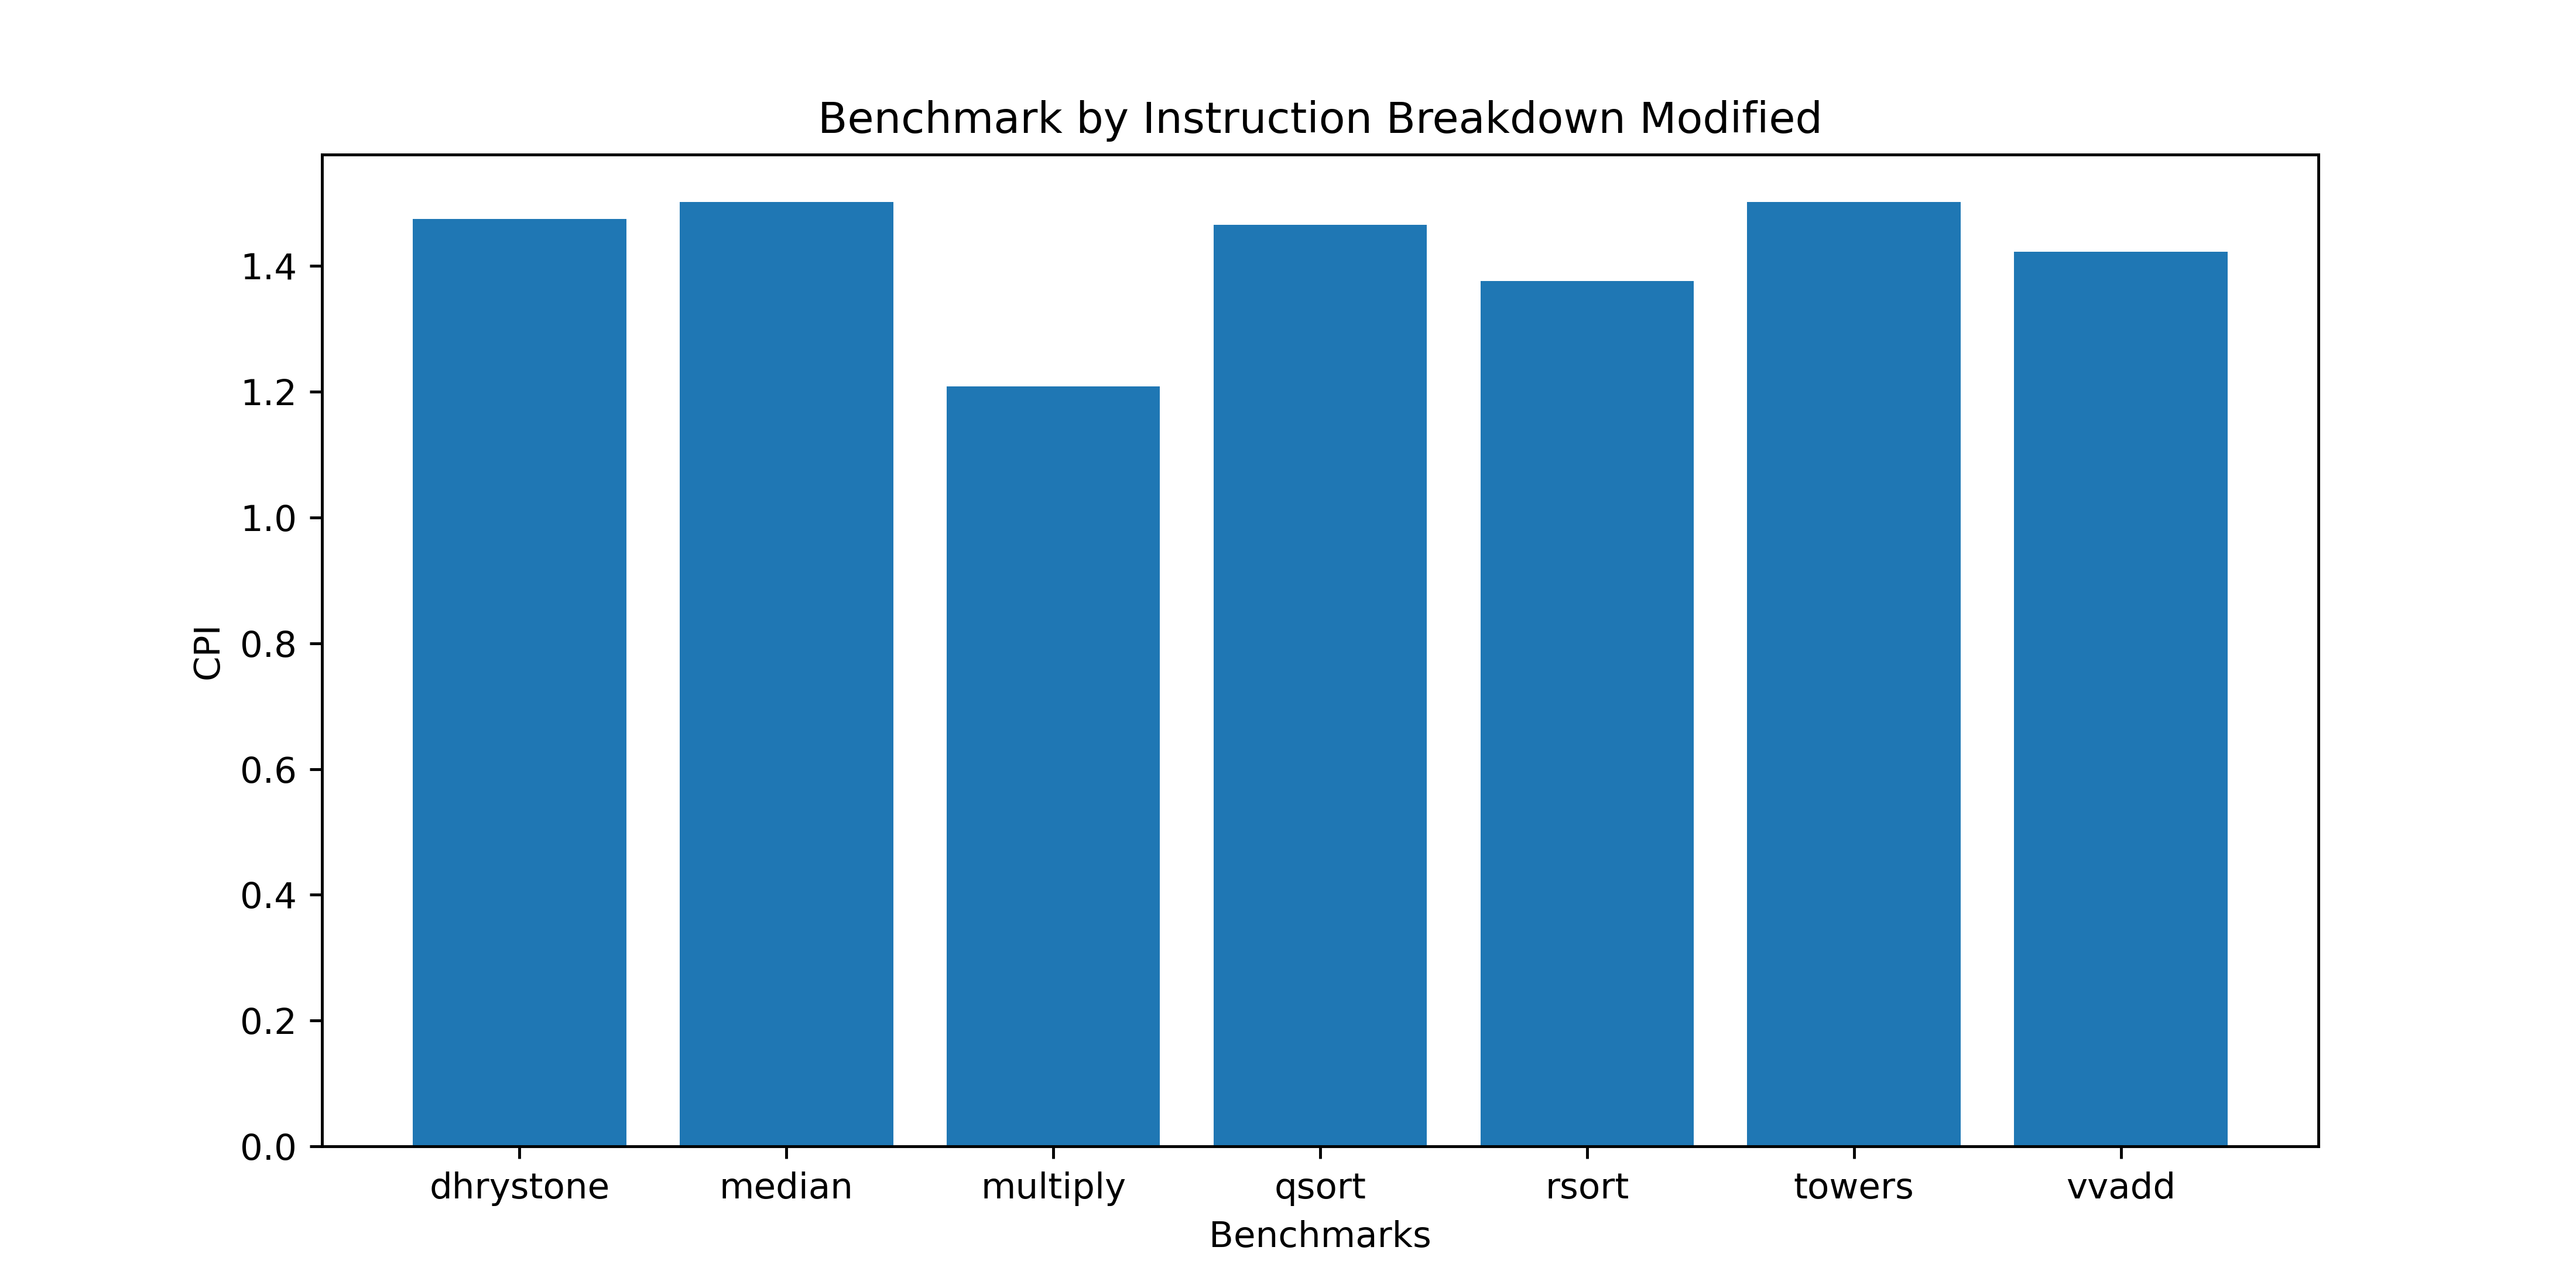 Benchmark by Instruction Breakdown Modified
CPI
1.4
1.2
1.0
0.8
0.6
0.4
0.2
0.0
dhrystone median multiply qsort rsort towers vvadd
Benchmarks